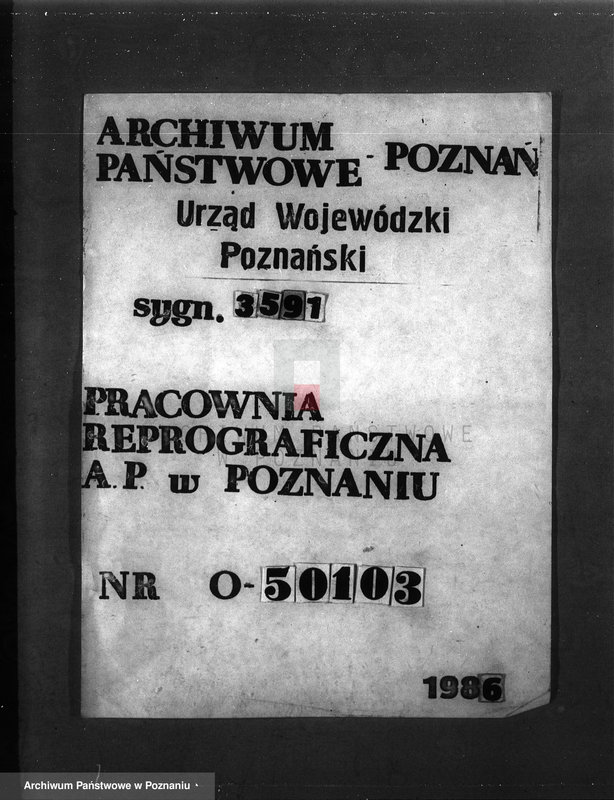 ARCHIWUM
PAŃSTWOWE - POZNAŃ
Urząd Wojewódzki
Poznański
sygn. 3591
PRACOWNIA
REPROGRAFICZNA
A.P. w POZNANIU
NR O-50103
1986
Archiwum Państwowe w Poznaniu